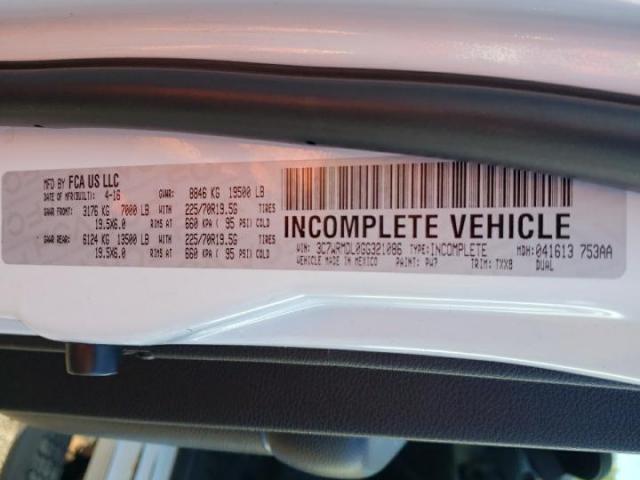 MFD BY FCA US LLC
DATE OF MFR(BUILT): 4-16 GVWR: 8846 KG 19500 LB
GAWR FRONT: 3176 KG 7000 LB WITH 225/70R19.5G TIRES
19.5X6.0 RIMS AT 660 KPA ( 95 PSI) COLD
GAWR REAR: 6124 KG 13500 LB WITH 225/70R19.5G TIRES
19.5X6.0 RIMS AT 660 KPA ( 95 PSI) COLD
INCOMPLETE VEHICLE
VIN: 3C7WRMDL0GG321086 TYPE: INCOMPLETE MDH: 041613 753AA
VEHICLE MADE IN MEXICO PAINT: PW7 TRIM: TXX8 DUAL